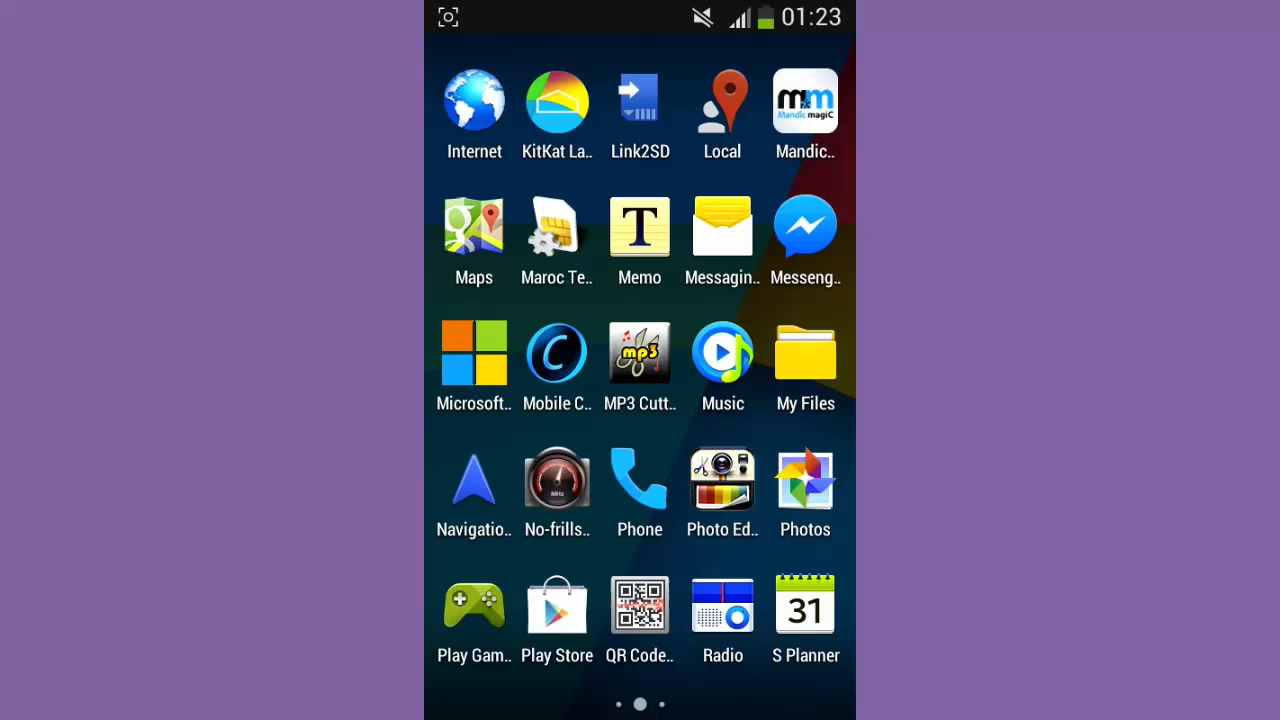 01:23
mm
Mandic magiC
Internet KitKat La.. Link2SD Local Mandic..
T
Maps Maroc Te.. Memo Messagin.. Messeng..
C mp3
Microsoft.. Mobile C.. MP3 Cutt.. Music My Files
MHz
Navigatio.. No-frills.. Phone Photo Ed.. Photos
31
Play Gam.. Play Store QR Code.. Radio S Planner